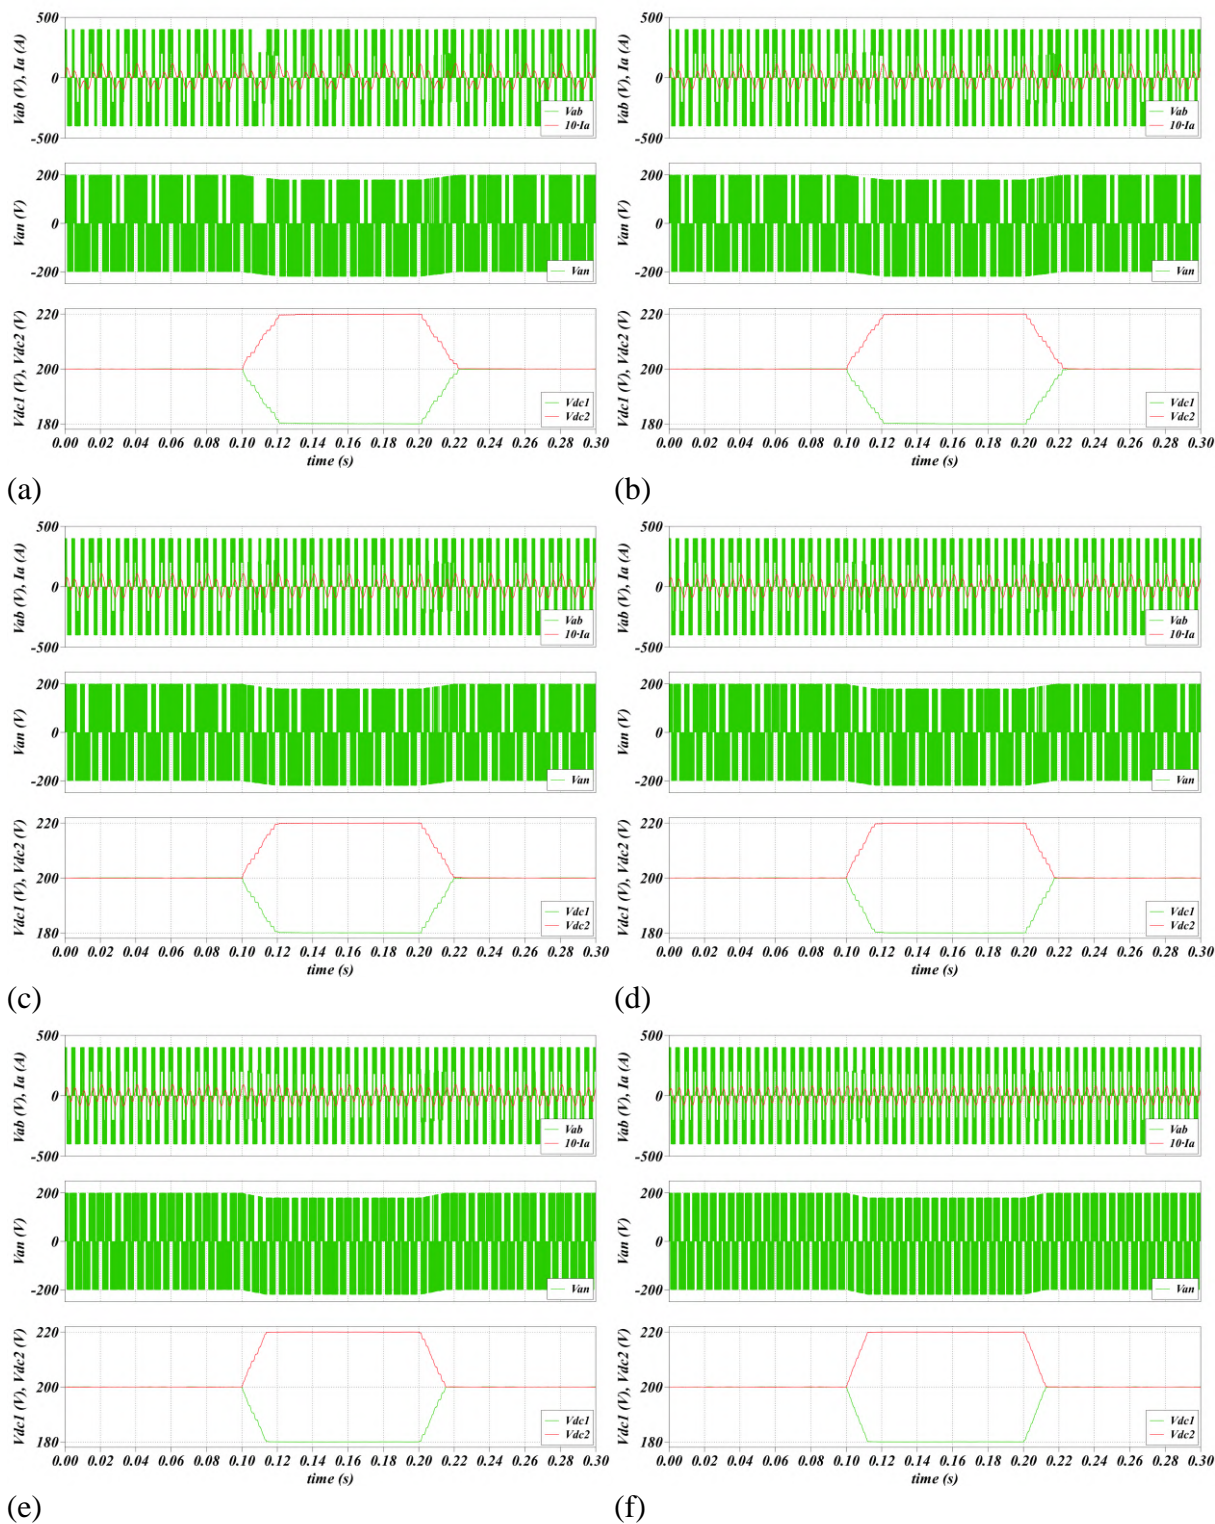 500
0
-500
Vab (V), Ia (A)
Vab
10·Ia
200
0
-200
Van (V)
Van
220
200
180
Vdc1 (V), Vdc2 (V)
Vdc1
Vdc2
0.00 0.02 0.04 0.06 0.08 0.10 0.12 0.14 0.16 0.18 0.20 0.22 0.24 0.26 0.28 0.30
time (s)
(a)
500
0
-500
Vab (V), Ia (A)
Vab
10·Ia
200
0
-200
Van (V)
Van
220
200
180
Vdc1 (V), Vdc2 (V)
Vdc1
Vdc2
0.00 0.02 0.04 0.06 0.08 0.10 0.12 0.14 0.16 0.18 0.20 0.22 0.24 0.26 0.28 0.30
time (s)
(b)
500
0
-500
Vab (V), Ia (A)
Vab
10·Ia
200
0
-200
Van (V)
Van
220
200
180
Vdc1 (V), Vdc2 (V)
Vdc1
Vdc2
0.00 0.02 0.04 0.06 0.08 0.10 0.12 0.14 0.16 0.18 0.20 0.22 0.24 0.26 0.28 0.30
time (s)
(c)
500
0
-500
Vab (V), Ia (A)
Vab
10·Ia
200
0
-200
Van (V)
Van
220
200
180
Vdc1 (V), Vdc2 (V)
Vdc1
Vdc2
0.00 0.02 0.04 0.06 0.08 0.10 0.12 0.14 0.16 0.18 0.20 0.22 0.24 0.26 0.28 0.30
time (s)
(d)
500
0
-500
Vab (V), Ia (A)
Vab
10·Ia
200
0
-200
Van (V)
Van
220
200
180
Vdc1 (V), Vdc2 (V)
Vdc1
Vdc2
0.00 0.02 0.04 0.06 0.08 0.10 0.12 0.14 0.16 0.18 0.20 0.22 0.24 0.26 0.28 0.30
time (s)
(e)
500
0
-500
Vab (V), Ia (A)
Vab
10·Ia
200
0
-200
Van (V)
Van
220
200
180
Vdc1 (V), Vdc2 (V)
Vdc1
Vdc2
0.00 0.02 0.04 0.06 0.08 0.10 0.12 0.14 0.16 0.18 0.20 0.22 0.24 0.26 0.28 0.30
time (s)
(f)